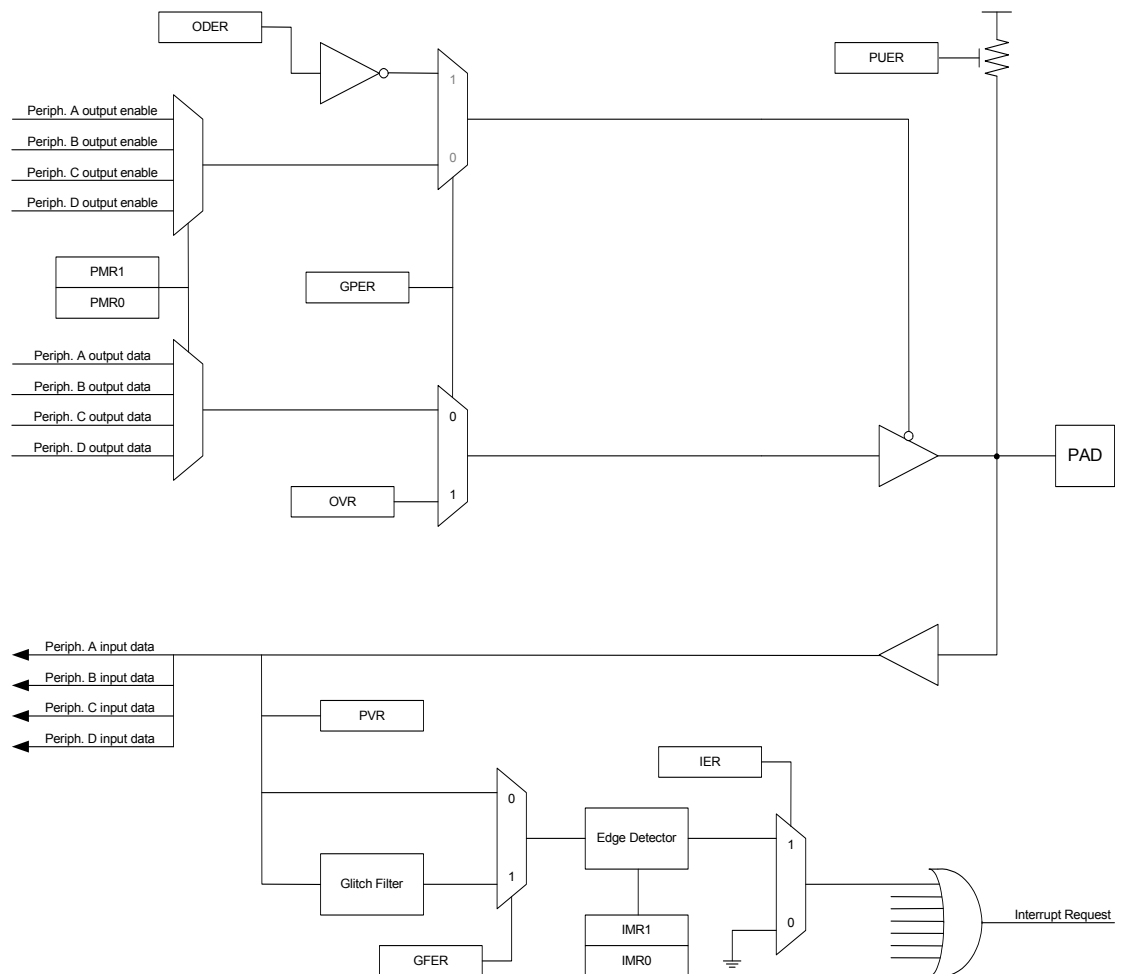 ODER
PUER
1
Periph. A output enable
Periph. B output enable
0
Periph. C output enable
Periph. D output enable
PMR1
GPER
PMR0
Periph. A output data
Periph. B output data
0
Periph. C output data
Periph. D output data
PAD
OVR
1
Periph. A input data
Periph. B input data
Periph. C input data
PVR
Periph. D input data
IER
0
Edge Detector
1
Glitch Filter
1
IMR1
0
Interrupt Request
GFER
IMR0